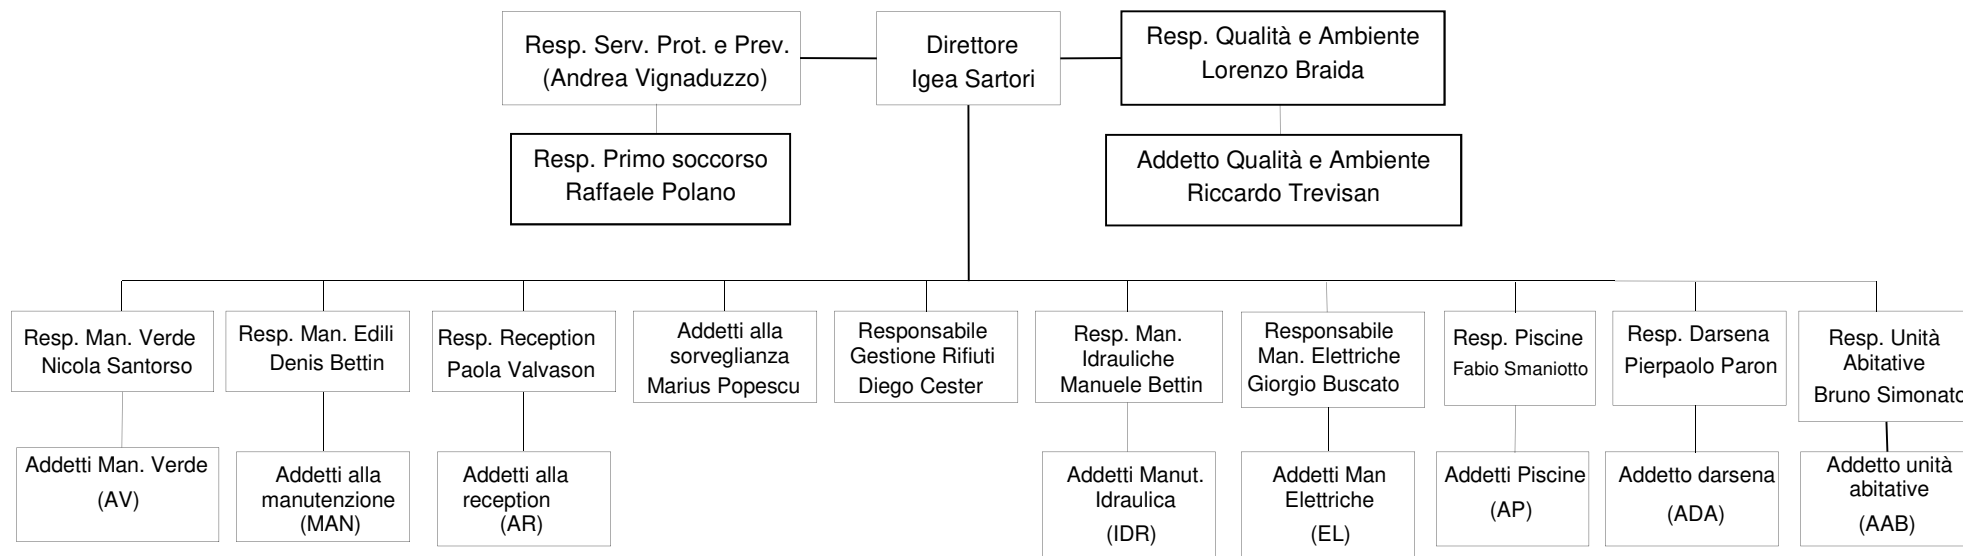 Resp. Serv. Prot. e Prev.
(Andrea Vignaduzzo)
Direttore
Igea Sartori
Resp. Qualità e Ambiente
Lorenzo Braida
Resp. Primo soccorso
Raffaele Polano
Addetto Qualità e Ambiente
Riccardo Trevisan
Resp. Man. Verde
Nicola Santorso
Resp. Man. Edili
Denis Bettin
Resp. Reception
Paola Valvason
Addetti alla
sorveglianza
Marius Popescu
Responsabile
Gestione Rifiuti
Diego Cester
Resp. Man.
Idrauliche
Manuele Bettin
Responsabile
Man. Elettriche
Giorgio Buscato
Resp. Piscine
Fabio Smaniotto
Resp. Darsena
Pierpaolo Paron
Resp. Unità
Abitative
Bruno Simonato
Addetti Man. Verde
(AV)
Addetti alla
manutenzione
(MAN)
Addetti alla
reception
(AR)
Addetti Manut.
Idraulica
(IDR)
Addetti Man
Elettriche
(EL)
Addetti Piscine
(AP)
Addetto darsena
(ADA)
Addetto unità
abitative
(AAB)